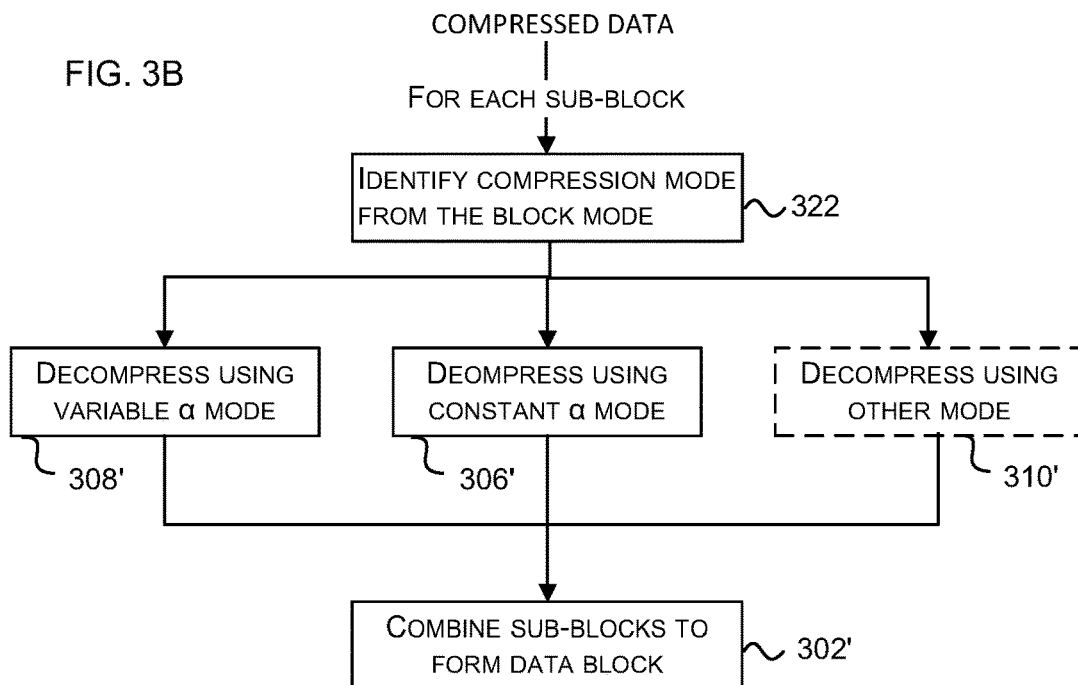 COMPRESSED DATA
FIG. 3B
FOR EACH SUB-BLOCK
IDENTIFY COMPRESSION MODE
FROM THE BLOCK MODE
322
DECOMPRESS USING
VARIABLE α MODE
308'
DEOMPRESS USING
CONSTANT α MODE
306'
DECOMPRESS USING
OTHER MODE
310'
COMBINE SUB-BLOCKS TO
FORM DATA BLOCK
302'